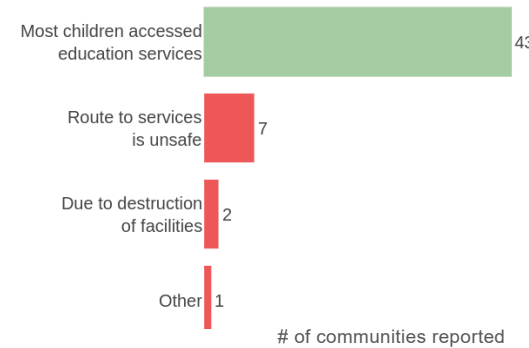 Most children accessed
education services
43
Route to services
is unsafe
7
Due to destruction
of facilities
2
Other
1
# of communities reported